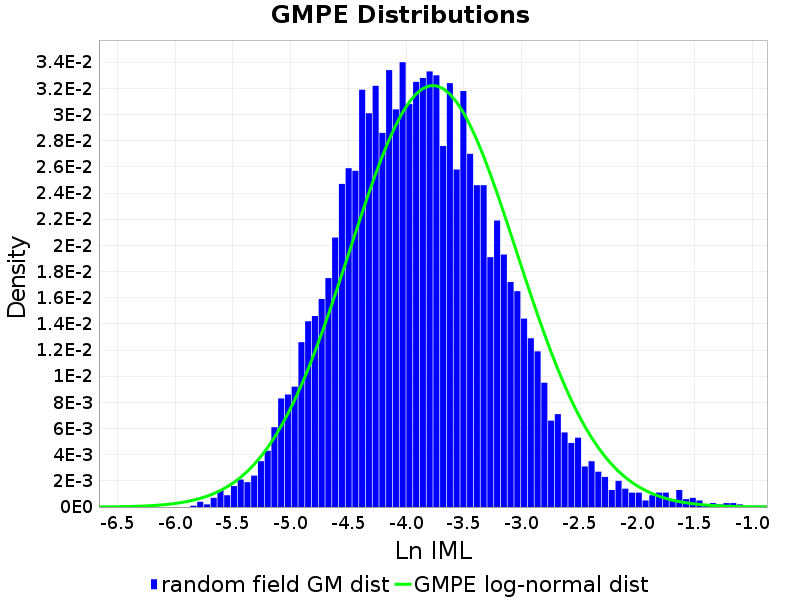 GMPE Distributions
Density
3.4E-2
3.2E-2
3E-2
2.8E-2
2.6E-2
2.4E-2
2.2E-2
2E-2
1.8E-2
1.6E-2
1.4E-2
1.2E-2
1E-2
8E-3
6E-3
4E-3
2E-3
0E0
-6.5 -6.0 -5.5 -5.0 -4.5 -4.0 -3.5 -3.0 -2.5 -2.0 -1.5 -1.0
Ln IML
random field GM dist GMPE log-normal dist